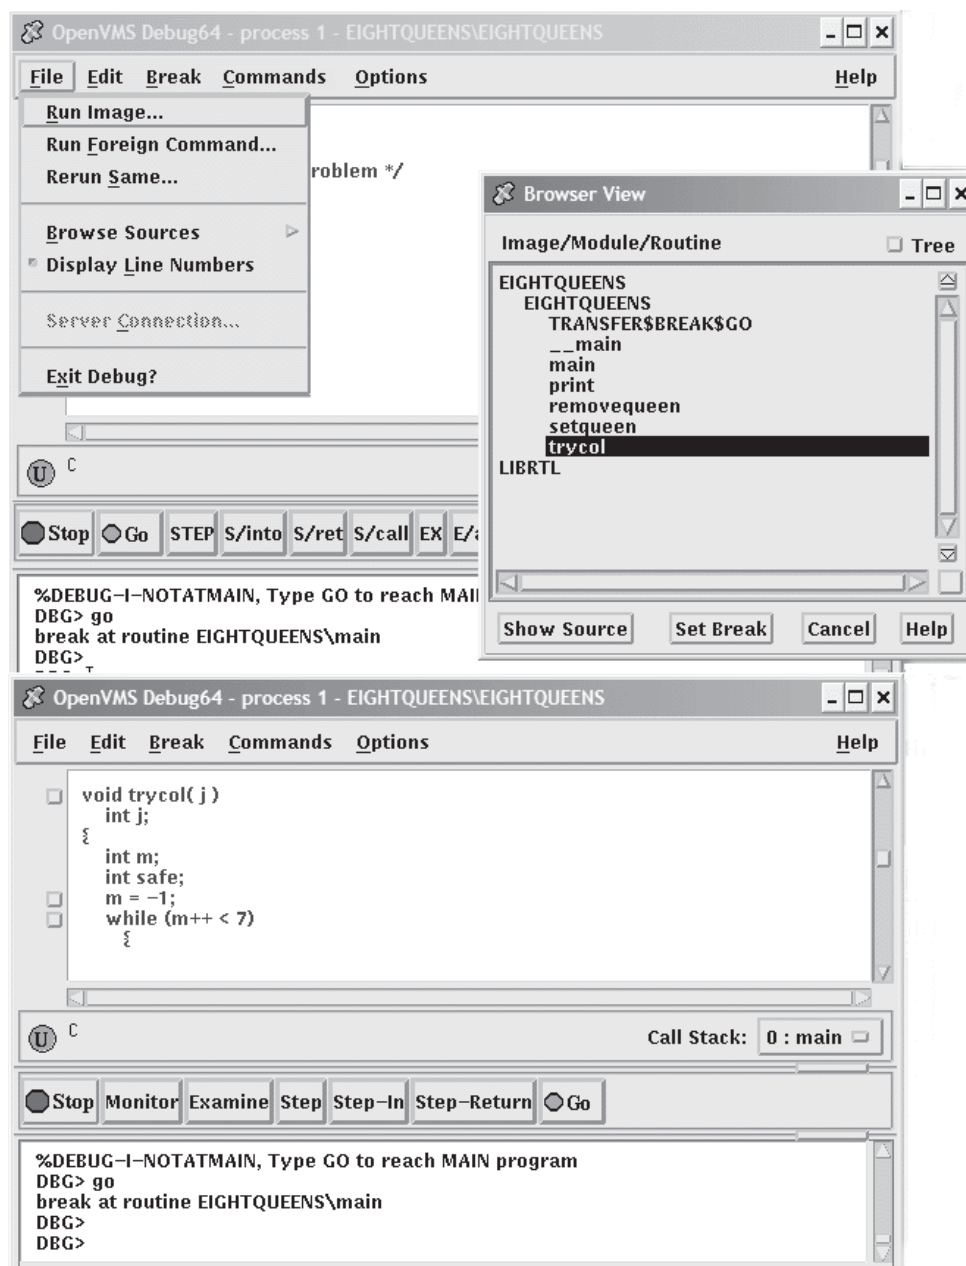 OpenVMS Debug64 - process 1 - EIGHTQUEENS\EIGHTQUEENS
File Edit Break Commands Options Help
Run Image...
Run Foreign Command...
Rerun Same...
roblem */
Browse Sources
Display Line Numbers
Server Connection...
Exit Debug?
U C
Stop Go STEP S/into S/ret S/call EX E/
%DEBUG-I-NOTATMAIN, Type GO to reach MAI
DBG> go
break at routine EIGHTQUEENS\main
DBG>
Browser View
Image/Module/Routine Tree
EIGHTQUEENS
EIGHTQUEENS
TRANSFER$BREAK$GO
__main
main
print
removequeen
setqueen
trycol
LIBRTL
Show Source Set Break Cancel Help
OpenVMS Debug64 - process 1 - EIGHTQUEENS\EIGHTQUEENS
File Edit Break Commands Options Help
void trycol( j )
int j;
{
int m;
int safe;
m = -1;
while (m++ < 7)
{
U C Call Stack: 0 : main
Stop Monitor Examine Step Step-In Step-Return Go
%DEBUG-I-NOTATMAIN, Type GO to reach MAIN program
DBG> go
break at routine EIGHTQUEENS\main
DBG>
DBG>